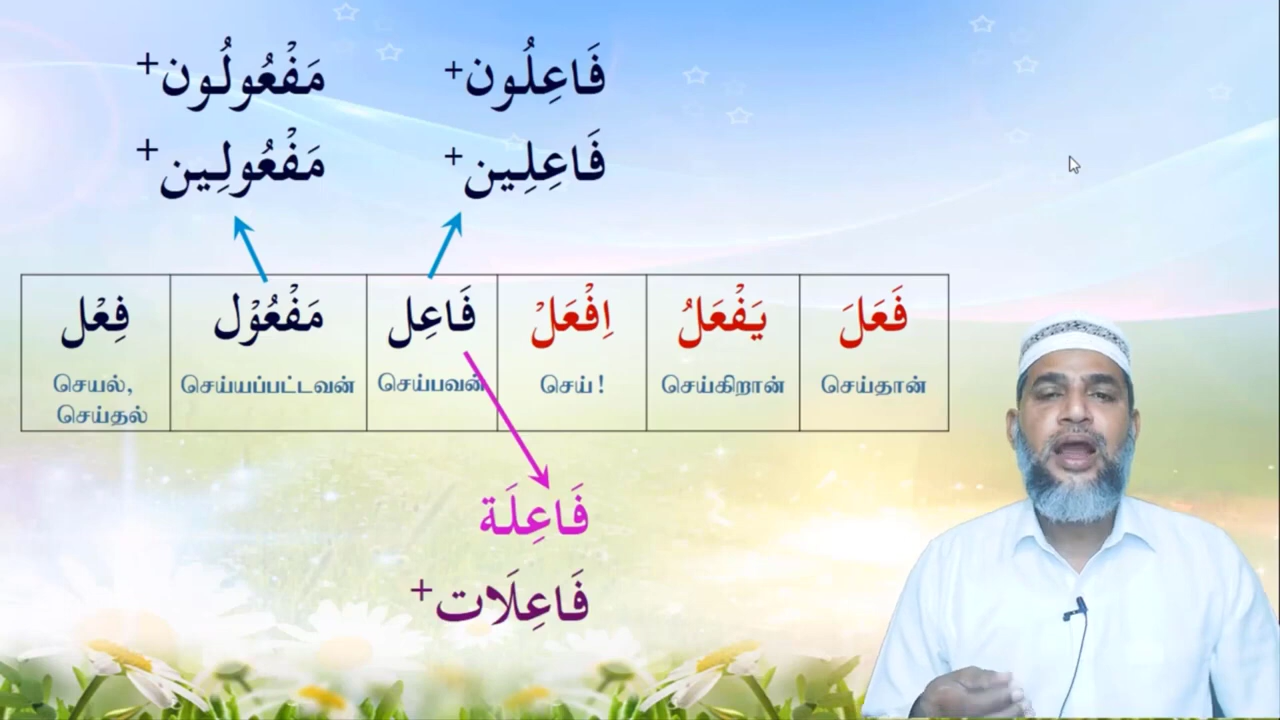 فَاعِلُون+ مَفْعُولُون+
فَاعِلِين+ مَفْعُولِين+
فَعَلَ يَفْعَلُ اِفْعَلْ فَاعِل مَفْعُوْل فِعْل
செய்தான் செய்கிறான் செய் ! செய்பவன் செய்யப்பட்டவன் செயல்,
செய்தல்
فَاعِلَة
فَاعِلَات+